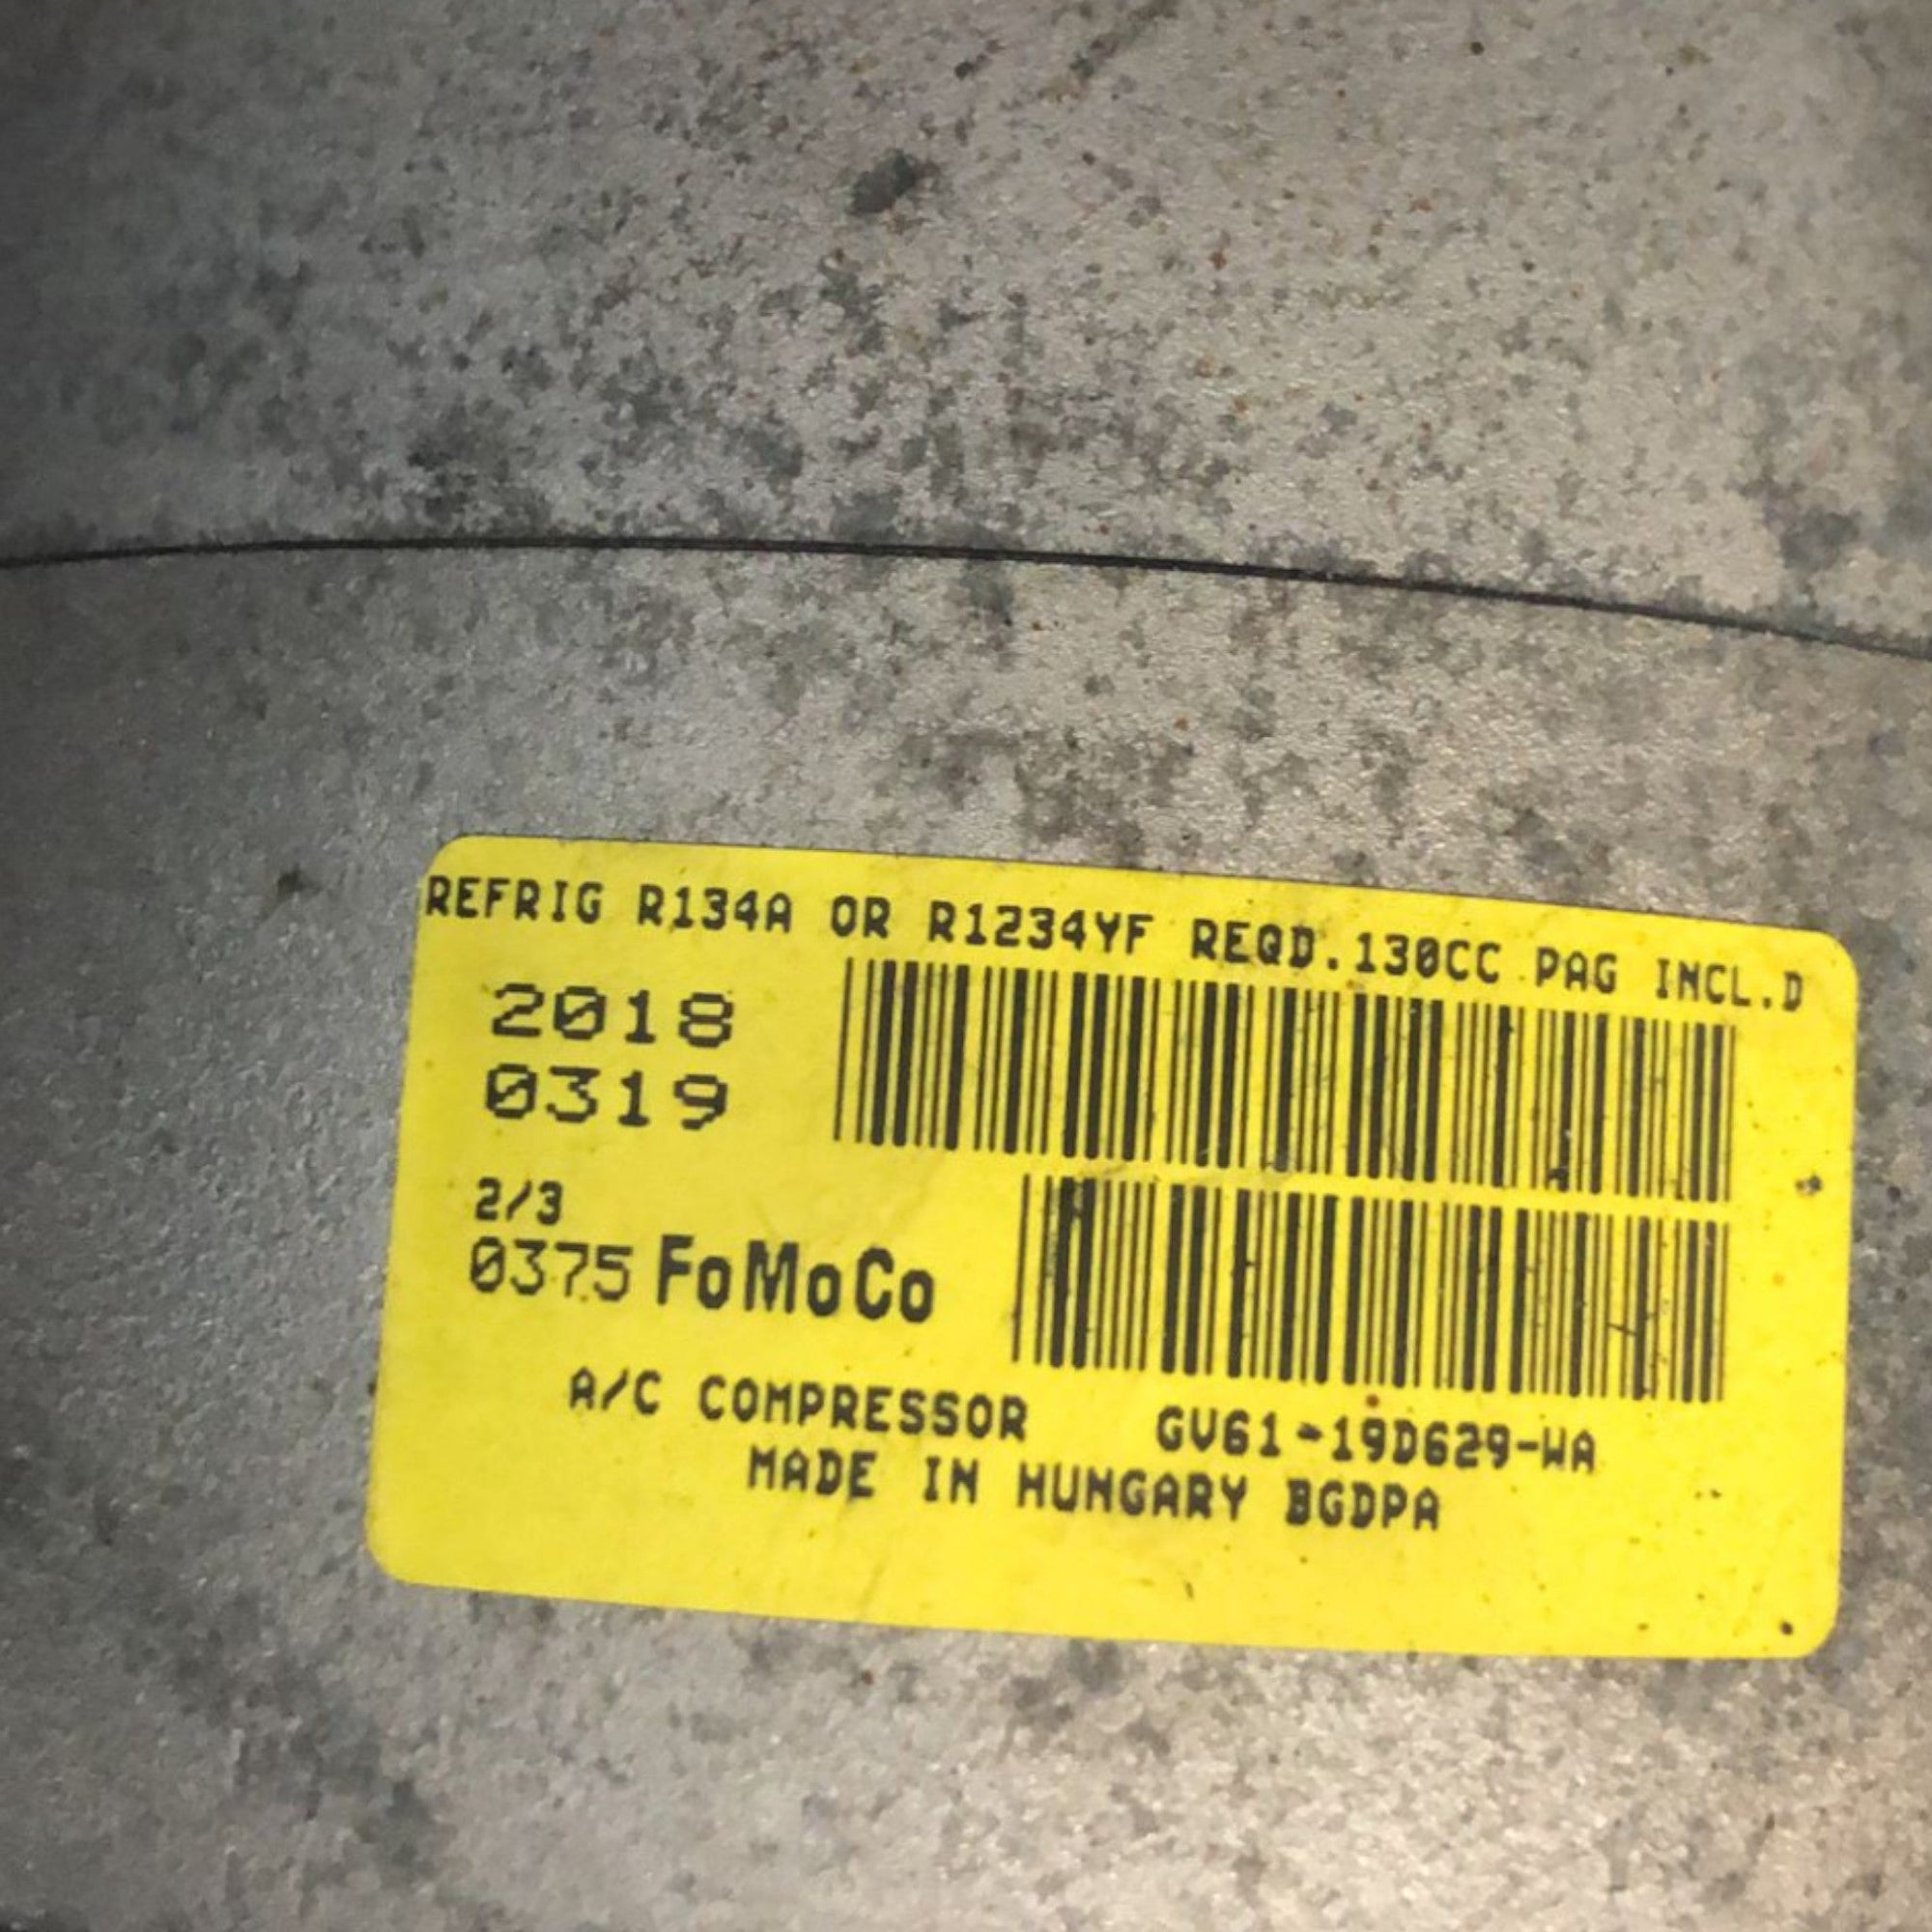 REFRIG R134A OR R1234YF REQD.130CC PAG INCL.D
2018
0319
2/3
0375 FoMoCo
A/C COMPRESSOR GV61-19D629-WA
MADE IN HUNGARY BGDPA